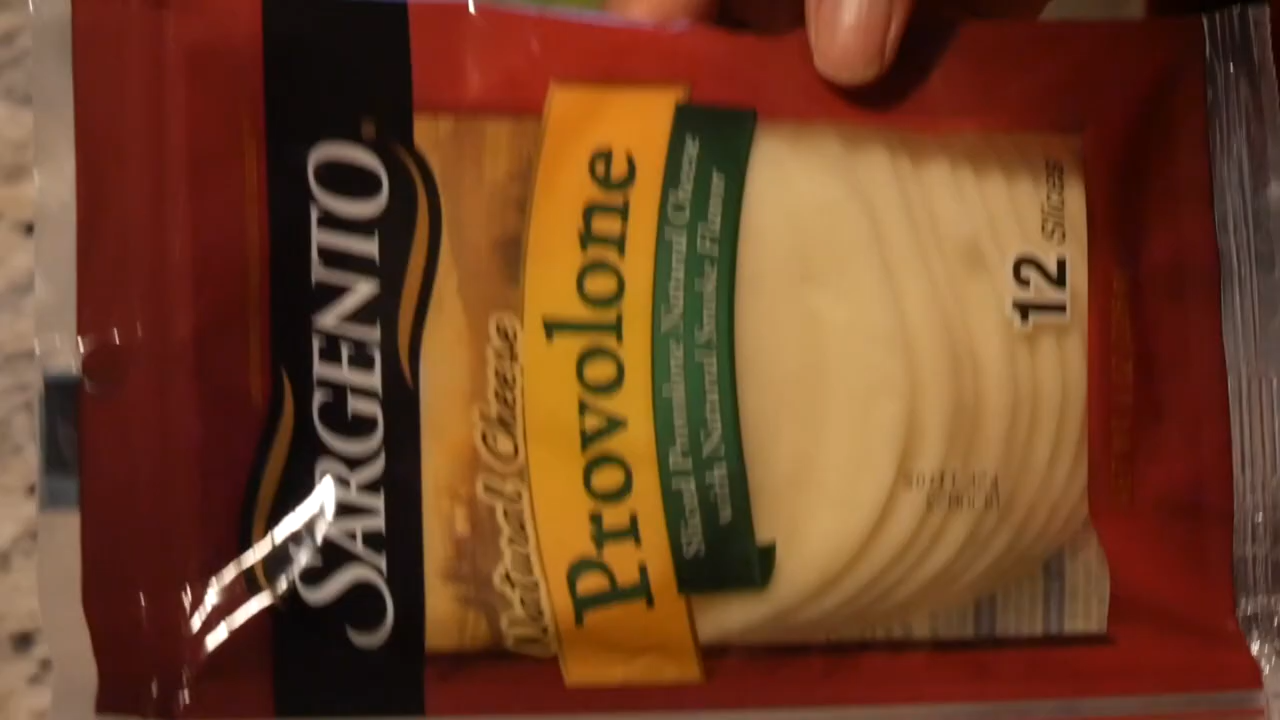 SARGENTO
Natural Cheese
Provolone
Sliced Provolone Natural Cheese
with Natural Smoke Flavor
12 Slices